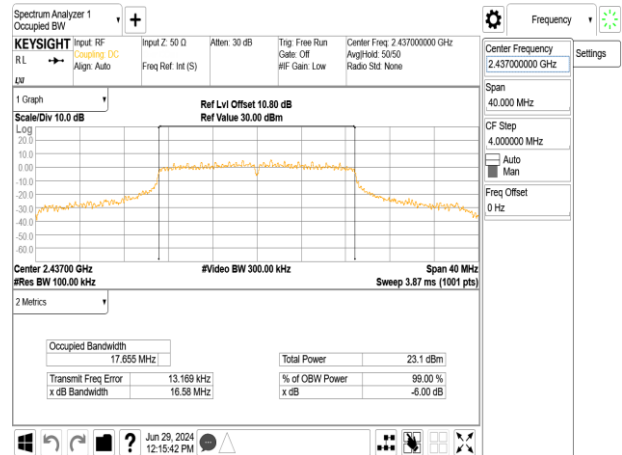 Spectrum Analyzer 1
Occupied BW
Frequency
Settings
KEYSIGHT
RL
LXI
Input: RF
Coupling: DC
Align: Auto
Input Z: 50 Ω
Freq Ref: Int (S)
Atten: 30 dB
Trig: Free Run
Gate: Off
#IF Gain: Low
Center Freq: 2.437000000 GHz
Avg|Hold: 50/50
Radio Std: None
Center Frequency
2.437000000 GHz
Span
40.000 MHz
CF Step
4.000000 MHz
Auto
Man
Freq Offset
0 Hz
1 Graph
Scale/Div 10.0 dB
Ref Lvl Offset 10.80 dB
Ref Value 30.00 dBm
Log
20.0
10.0
0.00
-10.0
-20.0
-30.0
-40.0
-50.0
-60.0
Center 2.43700 GHz
#Video BW 300.00 kHz
Span 40 MHz
#Res BW 100.00 kHz
Sweep 3.87 ms (1001 pts)
2 Metrics
Occupied Bandwidth
17.655 MHz
Total Power 23.1 dBm
Transmit Freq Error 13.169 kHz
% of OBW Power 99.00 %
x dB Bandwidth 16.58 MHz
x dB -6.00 dB
?
Jun 29, 2024
12:15:42 PM